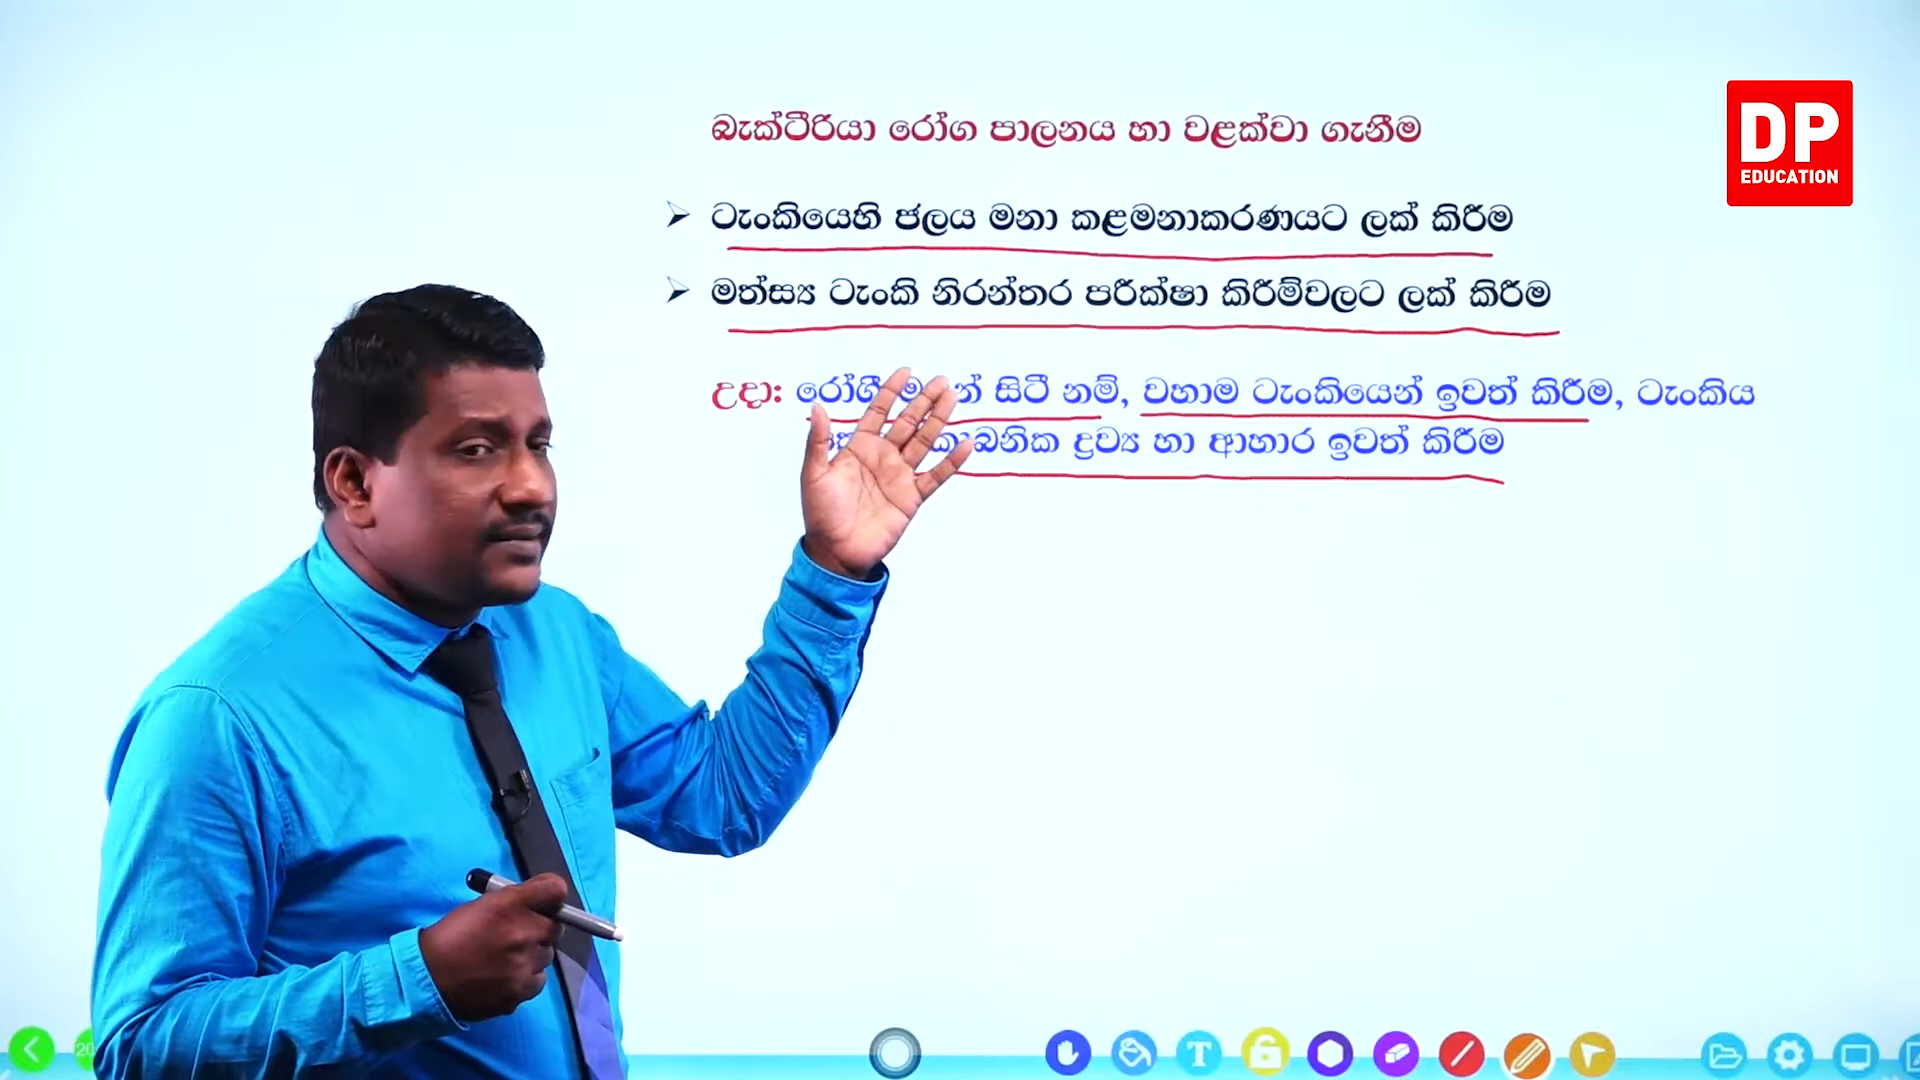 DP
EDUCATION
බැක්ටීරියා රෝග පාලනය හා වළක්වා ගැනීම
ටැංකියෙහි ජලය මනා කළමනාකරණයට ලක් කිරීම
මත්ස්‍ය ටැංකි නිරන්තර පරීක්ෂා කිරීම්වලට ලක් කිරීම
උදා: සිටී නම්, වහාම ටැංකියෙන් ඉවත් කිරීම, ටැංකිය
ද්‍රව්‍ය හා ආහාර ඉවත් කිරීම
20
T